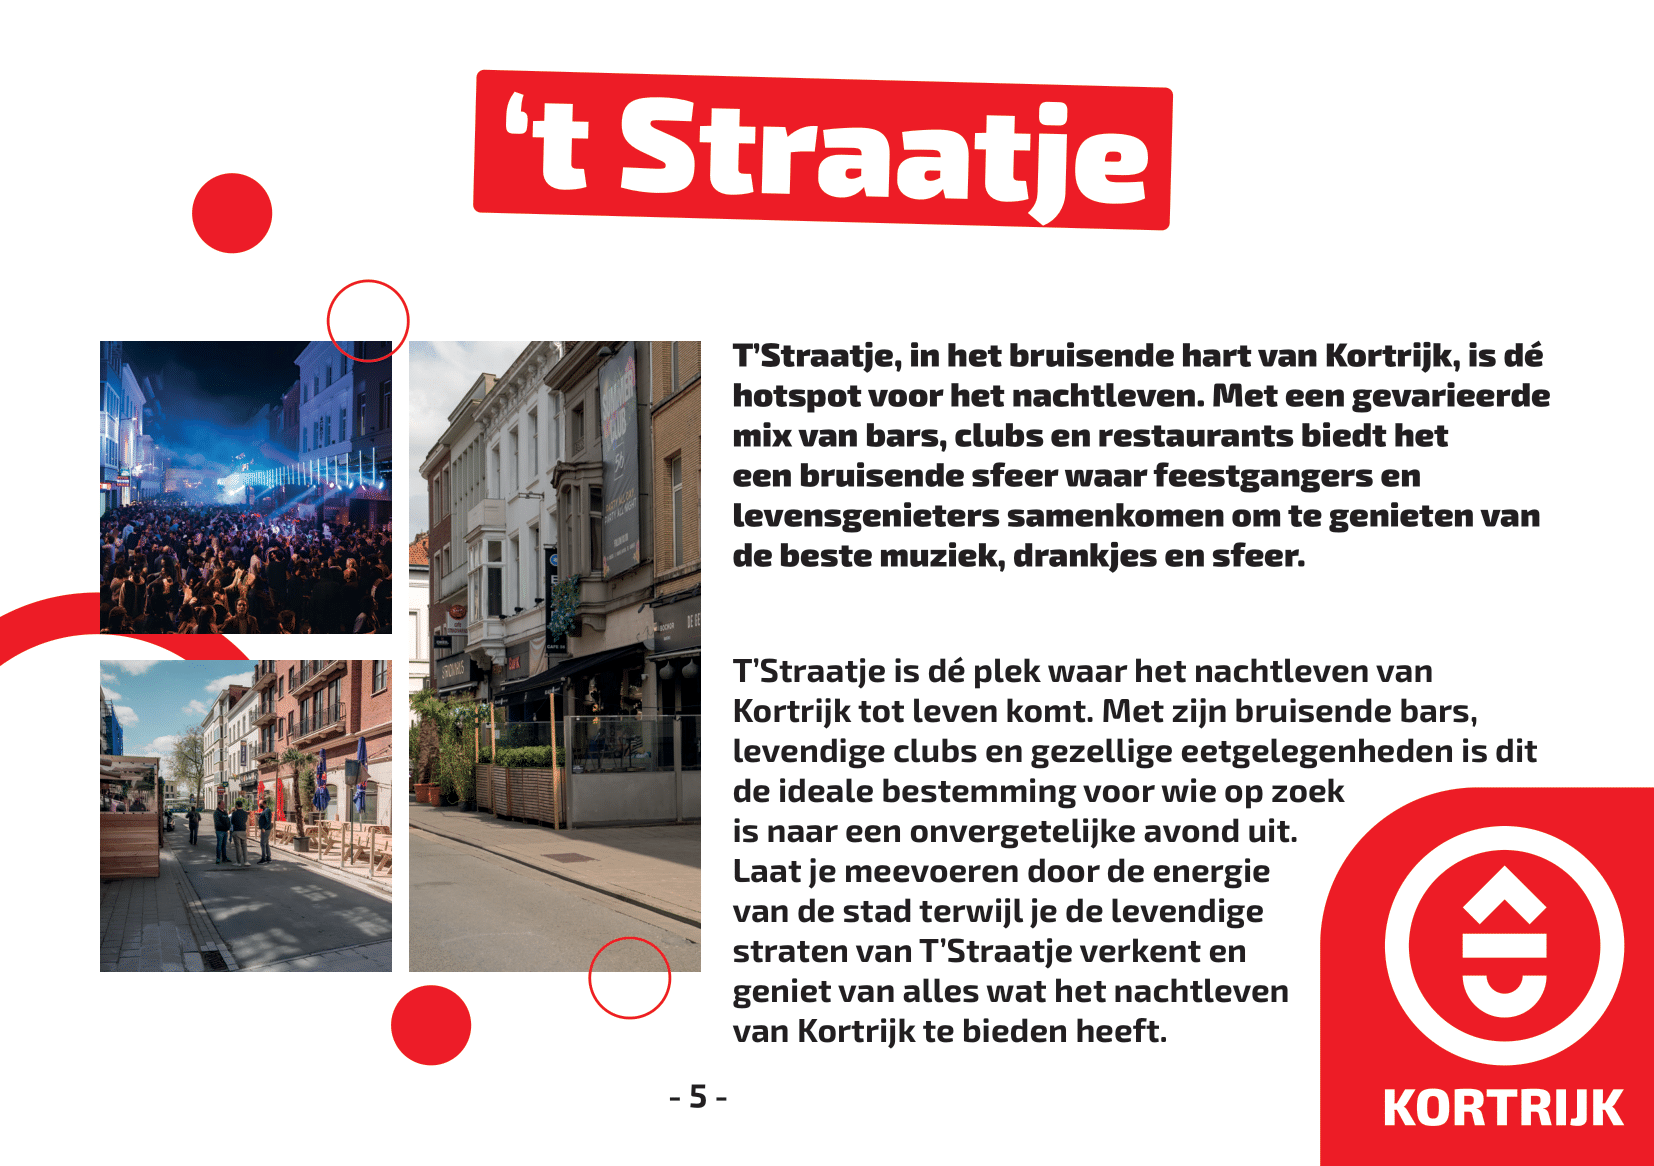 ‘t Straatje
T’Straatje, in het bruisende hart van Kortrijk, is dé
hotspot voor het nachtleven. Met een gevarieerde
mix van bars, clubs en restaurants biedt het
een bruisende sfeer waar feestgangers en
levensgenieters samenkomen om te genieten van
de beste muziek, drankjes en sfeer.
T’Straatje is dé plek waar het nachtleven van
Kortrijk tot leven komt. Met zijn bruisende bars,
levendige clubs en gezellige eetgelegenheden is dit
de ideale bestemming voor wie op zoek
is naar een onvergetelijke avond uit.
Laat je meevoeren door de energie
van de stad terwijl je de levendige
straten van T’Straatje verkent en
geniet van alles wat het nachtleven
van Kortrijk te bieden heeft.
SUMMER
CLUB
56
- 5 -
KORTRIJK